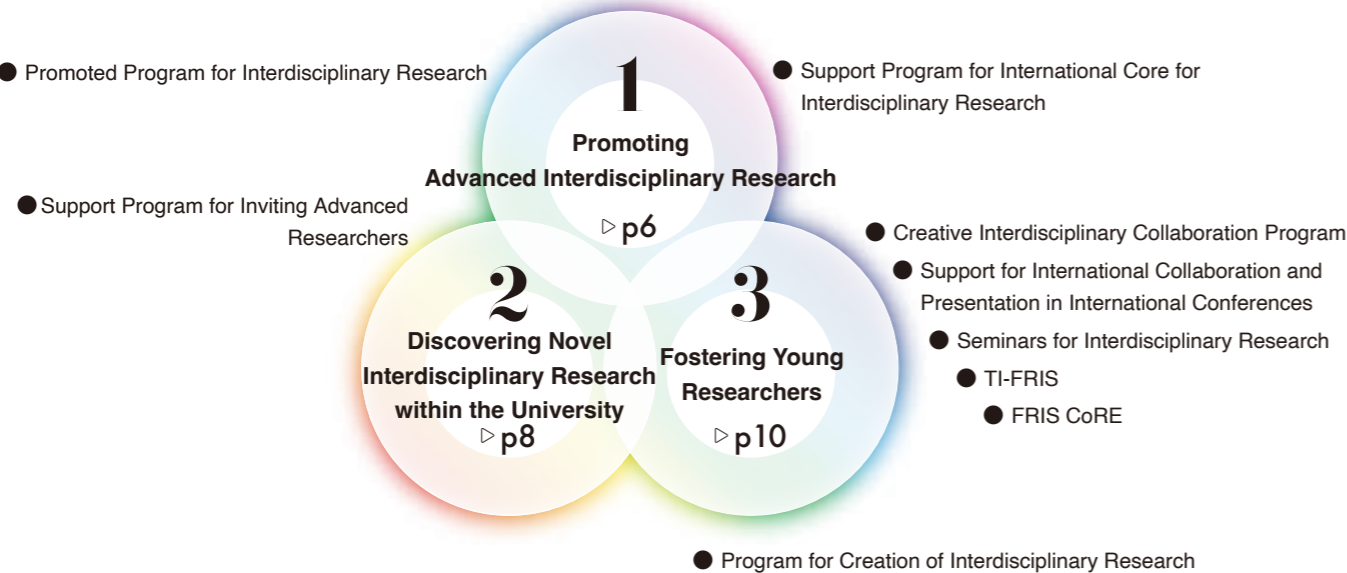 ● Promoted Program for Interdisciplinary Research
● Support Program for International Core for
Interdisciplinary Research
1
Promoting
Advanced Interdisciplinary Research
▷ p6
● Support Program for Inviting Advanced
Researchers
2
Discovering Novel
Interdisciplinary Research
within the University
▷ p8
3
Fostering Young
Researchers
▷ p10
● Creative Interdisciplinary Collaboration Program
● Support for International Collaboration and
Presentation in International Conferences
● Seminars for Interdisciplinary Research
● TI-FRIS
● FRIS CoRE
● Program for Creation of Interdisciplinary Research